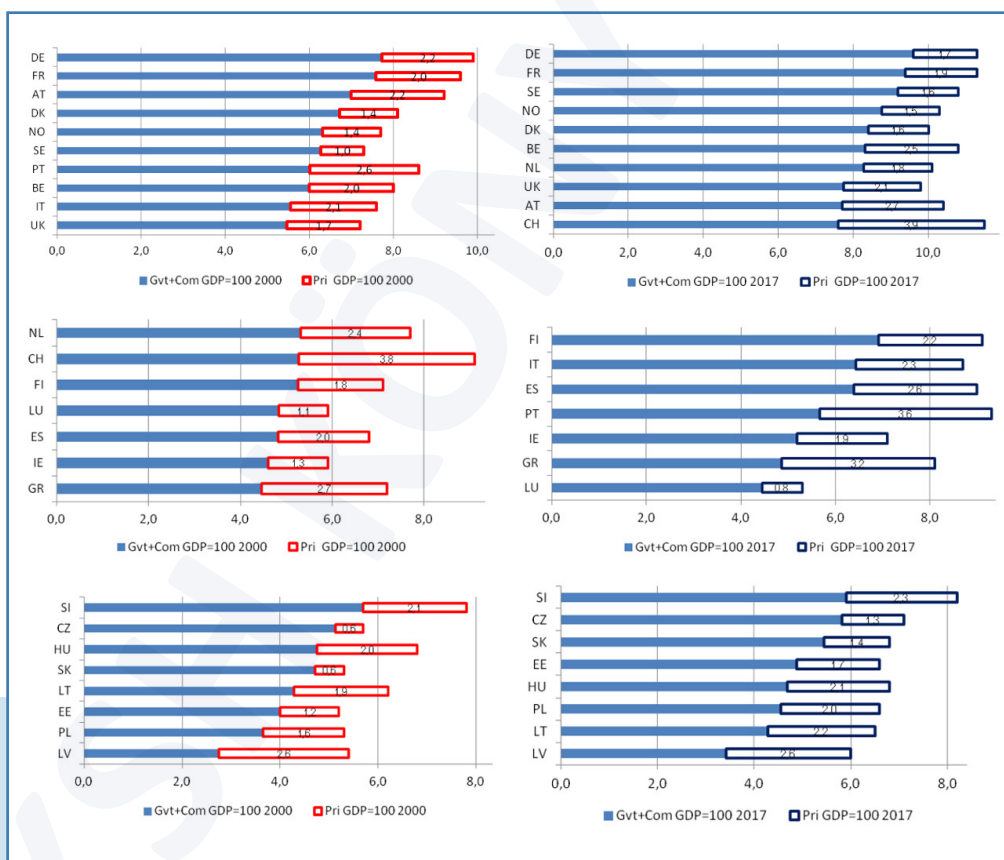 DE 2,2
FR 2,0
AT 2,2
DK 1,4
NO 1,4
SE 1,0
PT 2,6
BE 2,0
IT 2,1
UK 1,7
0,0 2,0 4,0 6,0 8,0 10,0
Gvt+Com GDP=100 2000 Pri GDP=100 2000
DE 1,7
FR 1,9
SE 1,6
NO 1,5
DK 1,6
BE 2,5
NL 1,8
UK 2,1
AT 2,7
CH 3,9
0,0 2,0 4,0 6,0 8,0 10,0
Gvt+Com GDP=100 2017 Pri GDP=100 2017
NL 2,4
CH 3,8
FI 1,8
LU 1,1
ES 2,0
IE 1,3
GR 2,7
0,0 2,0 4,0 6,0 8,0
Gvt+Com GDP=100 2000 Pri GDP=100 2000
FI 2,2
IT 2,3
ES 2,6
PT 3,6
IE 1,9
GR 3,2
LU 0,8
0,0 2,0 4,0 6,0 8,0
Gvt+Com GDP=100 2017 Pri GDP=100 2017
SI 2,1
CZ 0,6
HU 2,0
SK 0,6
LT 1,9
EE 1,2
PL 1,6
LV 2,6
0,0 2,0 4,0 6,0 8,0
Gvt+Com GDP=100 2000 Pri GDP=100 2000
SI 2,3
CZ 1,3
SK 1,4
EE 1,7
HU 2,1
PL 2,0
LT 2,2
LV 2,6
0,0 2,0 4,0 6,0 8,0
Gvt+Com GDP=100 2017 Pri GDP=100 2017